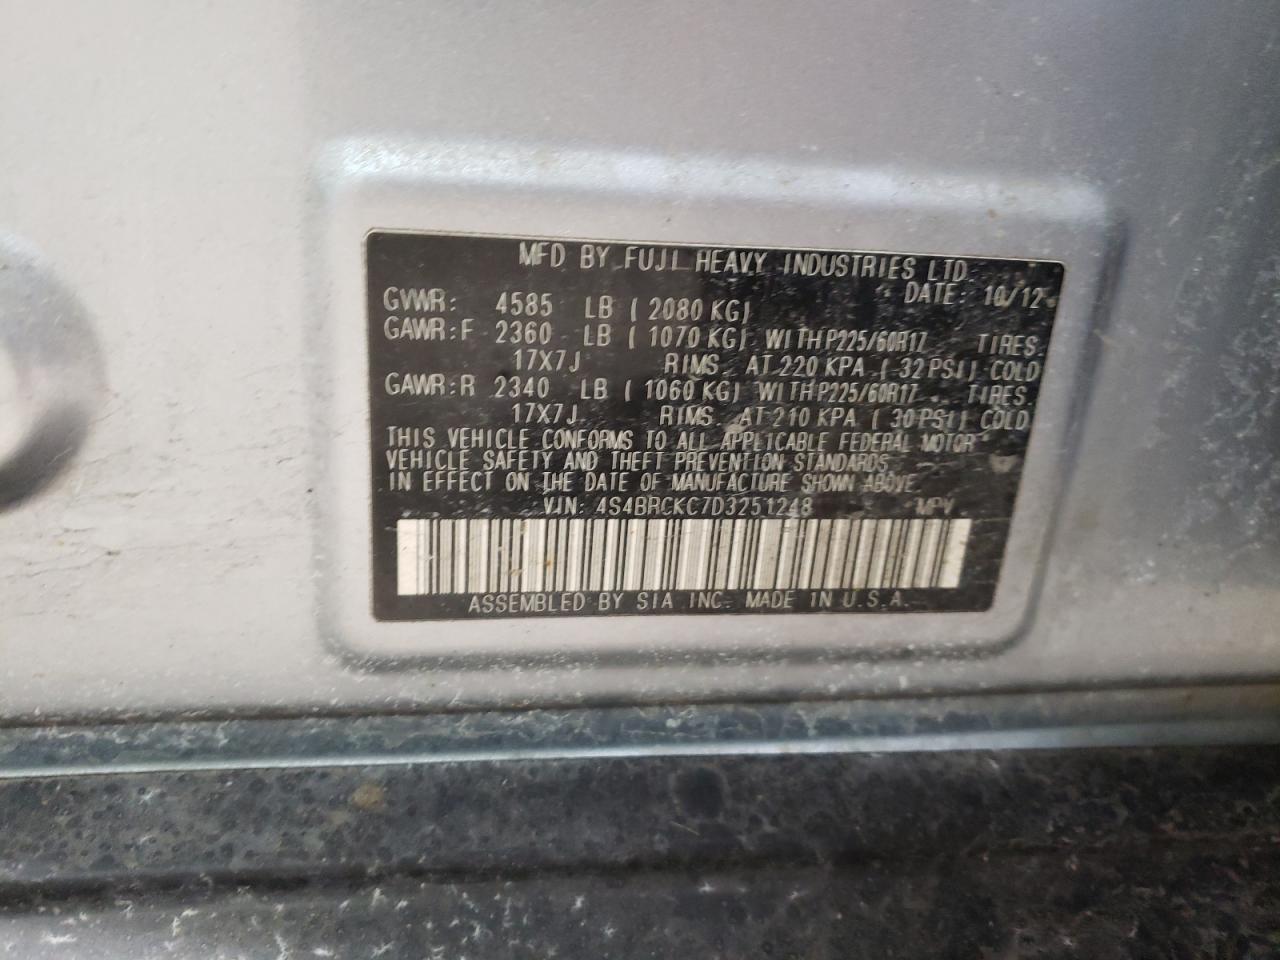 MFD BY FUJI HEAVY INDUSTRIES LTD.
DATE: 10/12
GVWR: 4585 LB ( 2080 KG)
GAWR:F 2360 LB ( 1070 KG) WITH P225/60R17 TIRES.
17X7J RIMS. AT 220 KPA ( 32 PSI) COLD
GAWR:R 2340 LB ( 1060 KG) WITH P225/60R17 TIRES.
17X7J RIMS. AT 210 KPA ( 30 PSI) COLD
THIS VEHICLE CONFORMS TO ALL APPLICABLE FEDERAL MOTOR
VEHICLE SAFETY AND THEFT PREVENTION STANDARDS
IN EFFECT ON THE DATE OF MANUFACTURE SHOWN ABOVE.
VIN: 4S4BRCKC7D3251248 MPV
ASSEMBLED BY SIA INC. MADE IN U.S.A.